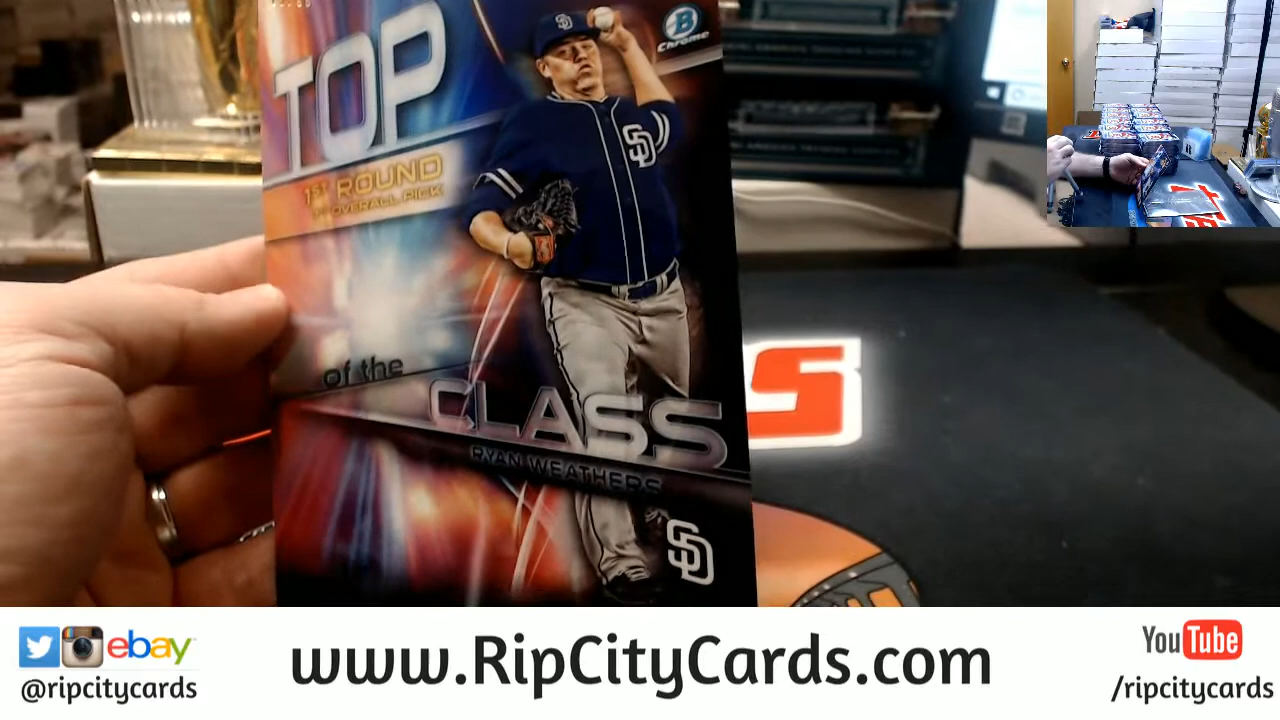 TOP
B
Chrome
SD
1ST ROUND
OVERALL PICK
of the
CLASS
RYAN WEATHERS
SD
S
ebay
@ripcitycards
www.RipCityCards.com
YouTube
/ripcitycards